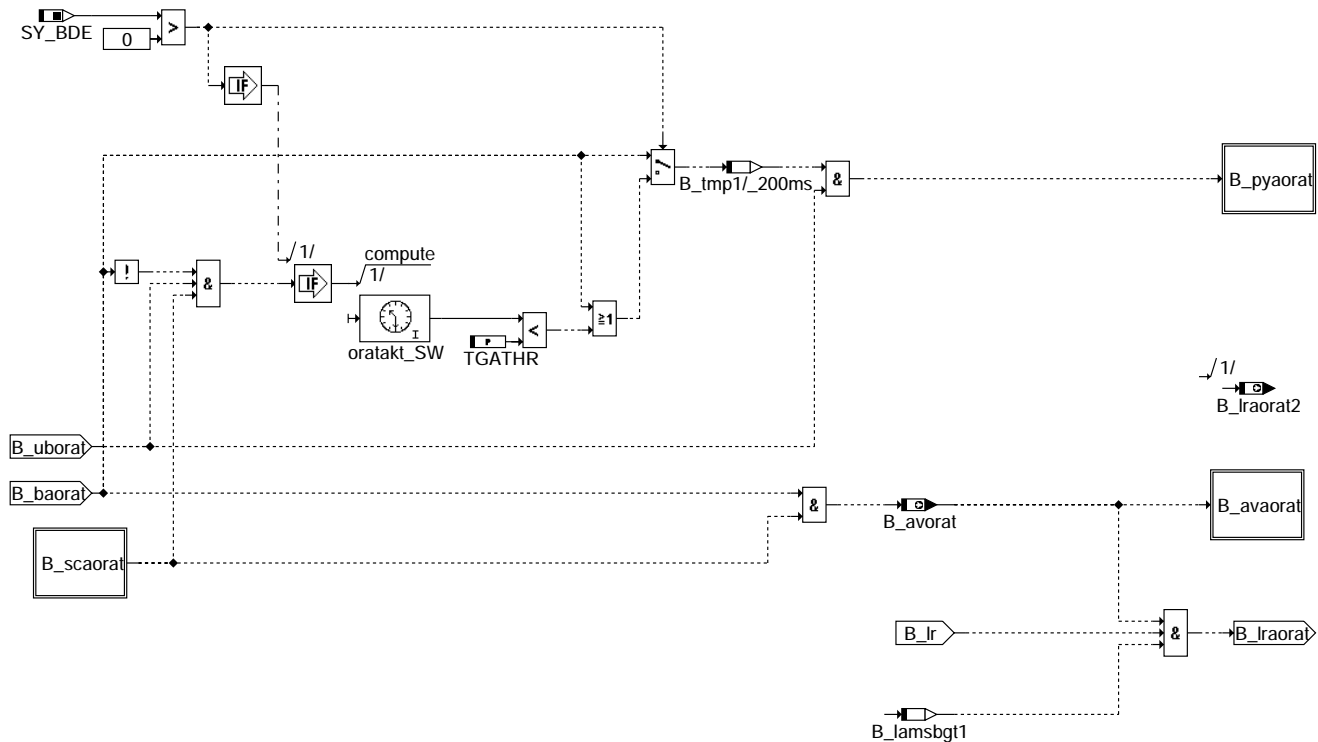 SY_BDE
0
>
IF
B_tmp1/_200ms
&
B_pyaorat
1/
compute
!
&
IF
1/
oratakt_SW
P
TGATHR
<
≥1
1/
B_lraorat2
B_uborat
B_baorat
&
B_avorat
B_avaorat
B_scaorat
B_lr
&
B_lraorat
B_lamsbgt1